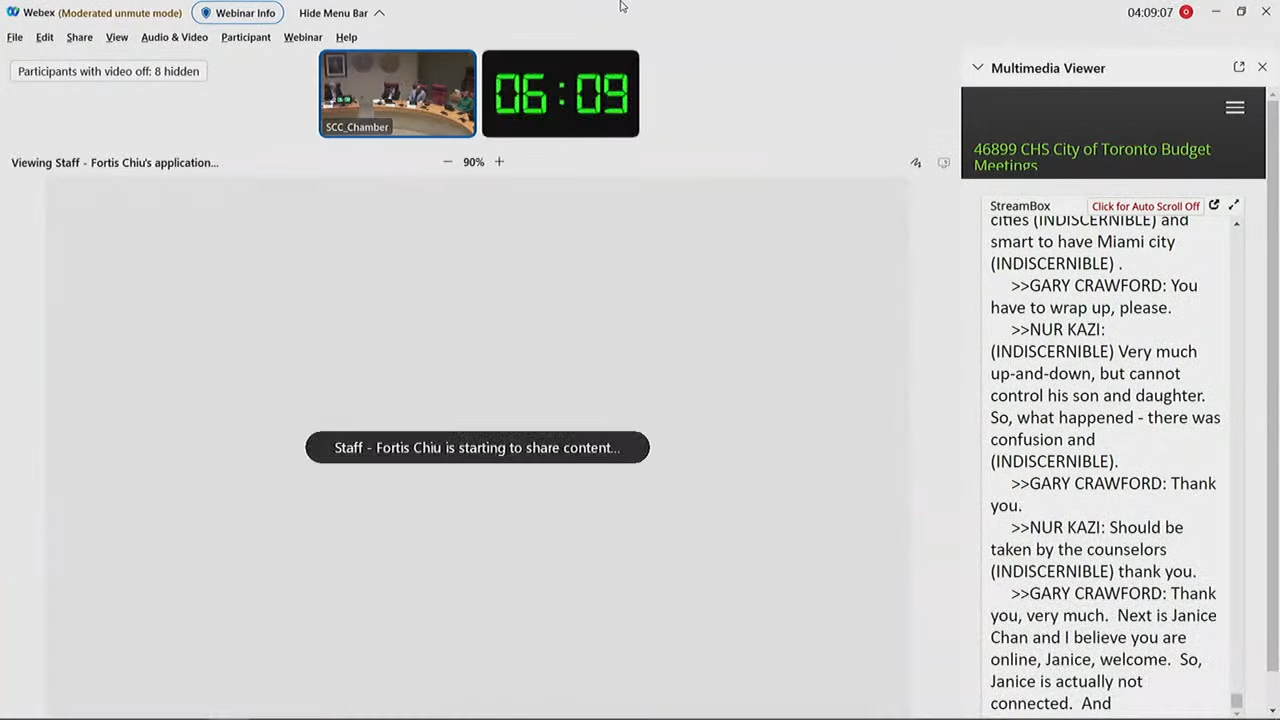 Webex (Moderated unmute mode) Webinar Info Hide Menu Bar 04:09:07
File Edit Share View Audio & Video Participant Webinar Help
Participants with video off: 8 hidden
SCC_Chamber
06:09
Multimedia Viewer
Viewing Staff - Fortis Chiu's application... 90%
46899 CHS City of Toronto Budget
Meetings
StreamBox Click for Auto Scroll Off
cities (INDISCERNIBLE) and
smart to have Miami city
(INDISCERNIBLE) .
>>GARY CRAWFORD: You
have to wrap up, please.
>>NUR KAZI:
(INDISCERNIBLE) Very much
up-and-down, but cannot
control his son and daughter.
So, what happened - there was
confusion and
(INDISCERNIBLE).
>>GARY CRAWFORD: Thank
you.
>>NUR KAZI: Should be
taken by the counselors
(INDISCERNIBLE) thank you.
>>GARY CRAWFORD: Thank
you, very much. Next is Janice
Chan and I believe you are
online, Janice, welcome. So,
Janice is actually not
connected. And
Staff - Fortis Chiu is starting to share content...